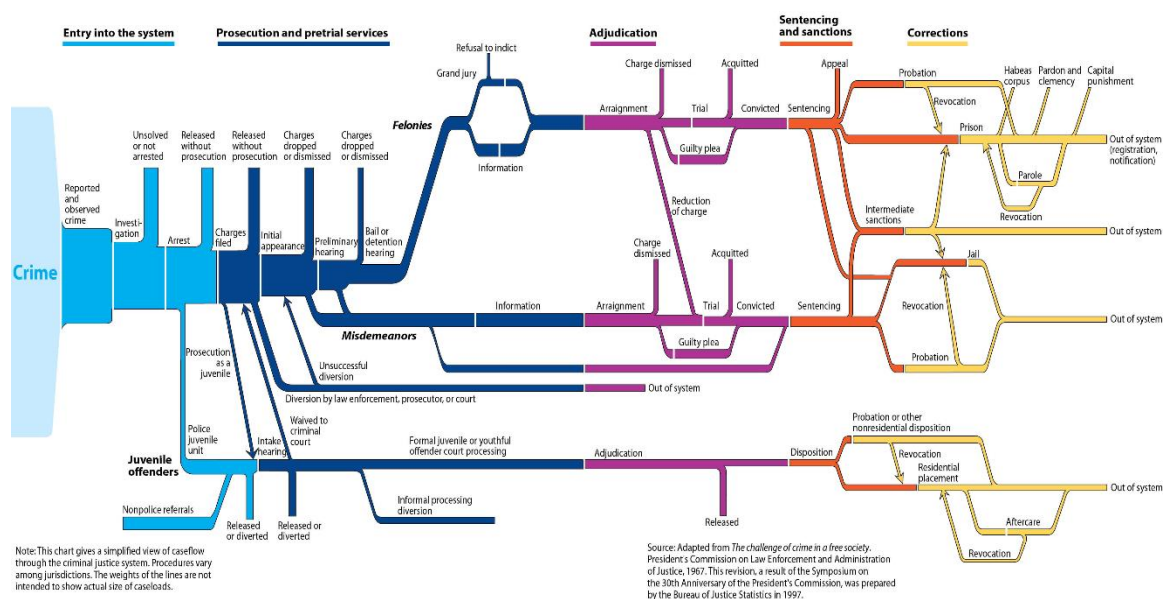 Entry into the system
Prosecution and pretrial services
Adjudication
Sentencing
and sanctions
Corrections
Crime
Reported
and
observed
crime
Investi-
gation
Unsolved
or not
arrested
Arrest
Released
without
prosecution
Charges
filed
Released
without
prosecution
Initial
appearance
Charges
dropped
or dismissed
Preliminary
hearing
Charges
dropped
or dismissed
Bail or
detention
hearing
Refusal to indict
Grand jury
Felonies
Information
Arraignment
Charge dismissed
Trial
Acquitted
Convicted
Guilty plea
Reduction
of charge
Sentencing
Appeal
Probation
Revocation
Prison
Habeas
corpus
Pardon and
clemency
Capital
punishment
Out of system
(registration,
notification)
Parole
Revocation
Intermediate
sanctions
Out of system
Misdemeanors
Information
Arraignment
Charge
dismissed
Trial
Acquitted
Convicted
Guilty plea
Sentencing
Jail
Revocation
Probation
Out of system
Unsuccessful
diversion
Diversion by law enforcement, prosecutor, or court
Out of system
Prosecution
as a
juvenile
Waived to
criminal
court
Police
juvenile
unit
Juvenile
offenders
Nonpolice referrals
Released
or diverted
Intake
hearing
Released or
diverted
Formal juvenile or youthful
offender court processing
Informal processing
diversion
Adjudication
Released
Disposition
Probation or other
nonresidential disposition
Revocation
Residential
placement
Out of system
Aftercare
Revocation
Note: This chart gives a simplified view of caseflow
through the criminal justice system. Procedures vary
among jurisdictions. The weights of the lines are not
intended to show actual size of caseloads.
Source: Adapted from The challenge of crime in a free society.
President's Commission on Law Enforcement and Administration
of Justice, 1967. This revision, a result of the Symposium on
the 30th Anniversary of the President's Commission, was prepared
by the Bureau of Justice Statistics in 1997.